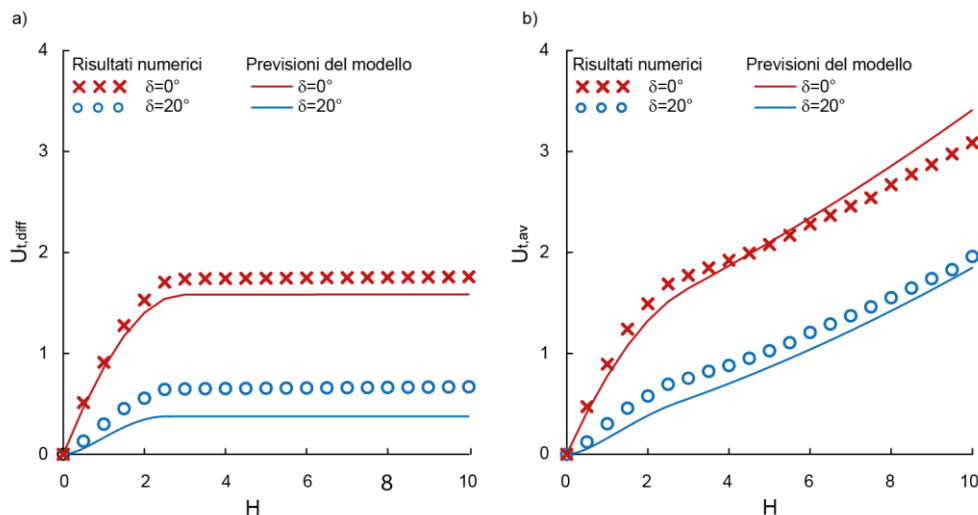 a)
4
3
2
1
0
U_t,diff
Risultati numerici
Previsioni del modello
δ=0°
δ=0°
δ=20°
δ=20°
0
2
4
6
8
10
H
b)
4
3
2
1
0
U_t,av
Risultati numerici
Previsioni del modello
δ=0°
δ=0°
δ=20°
δ=20°
0
2
4
6
8
10
H